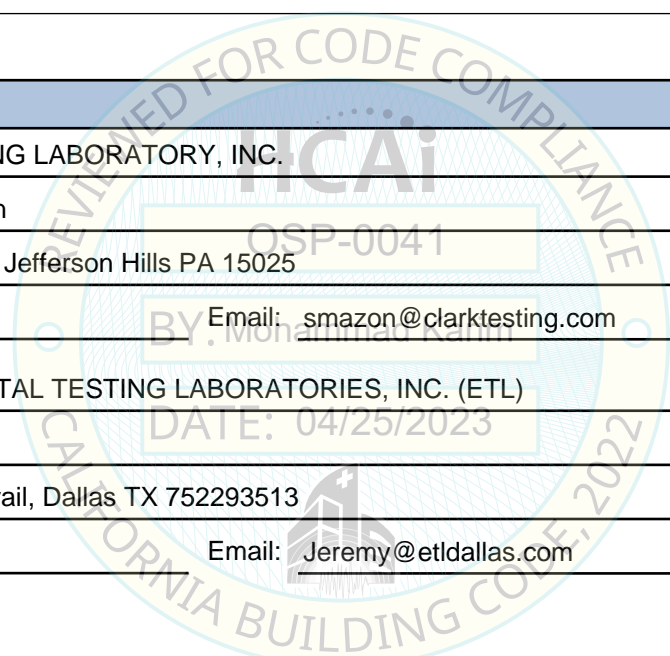 REVIEWED FOR CODE COMPLIANCE
HCAi
NG LABORATORY, INC.
OSP-0041
Jefferson Hills PA 15025
BY: Mohammad Karim
Email: smazon@clarktesting.com
TAL TESTING LABORATORIES, INC. (ETL)
DATE: 04/25/2023
rail, Dallas TX 752293513
Email: Jeremy@etldallas.com
CALIFORNIA BUILDING CODE, 2022